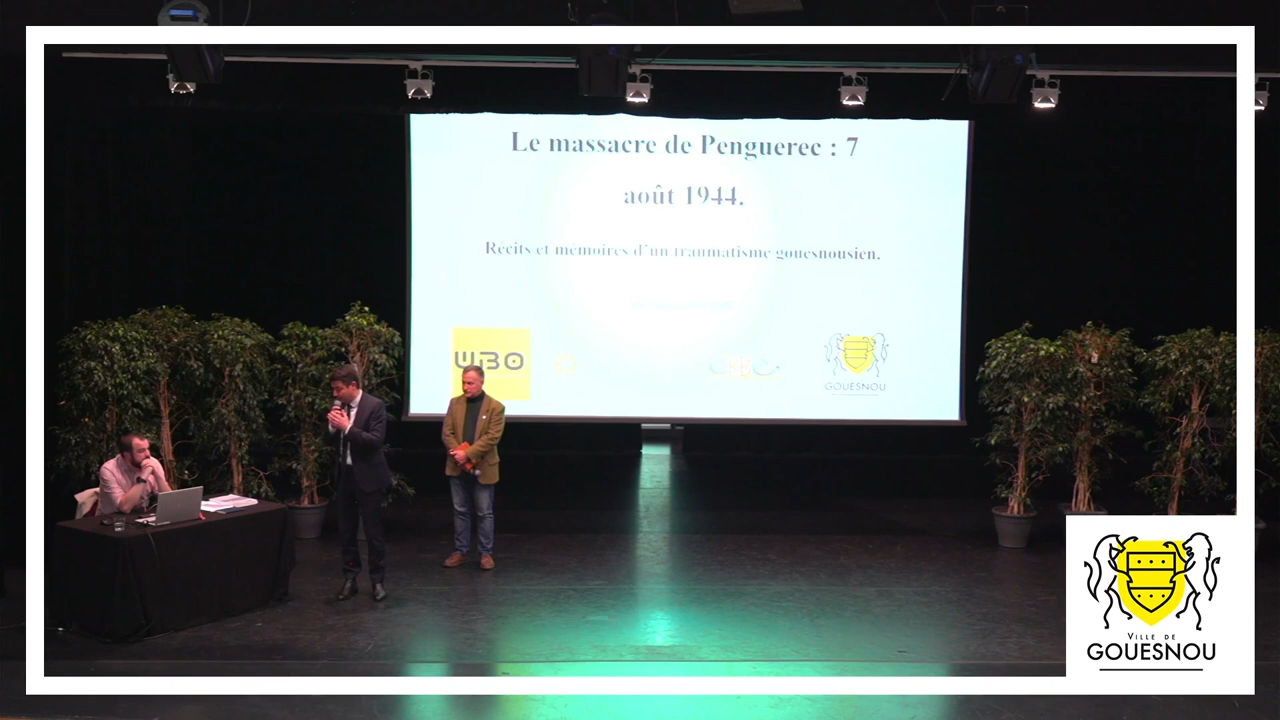 Le massacre de Penguerec : 7
août 1944.
Récits et mémoires d'un traumatisme gouesnousien.
UBO
GOUESNOU
VILLE DE
GOUESNOU